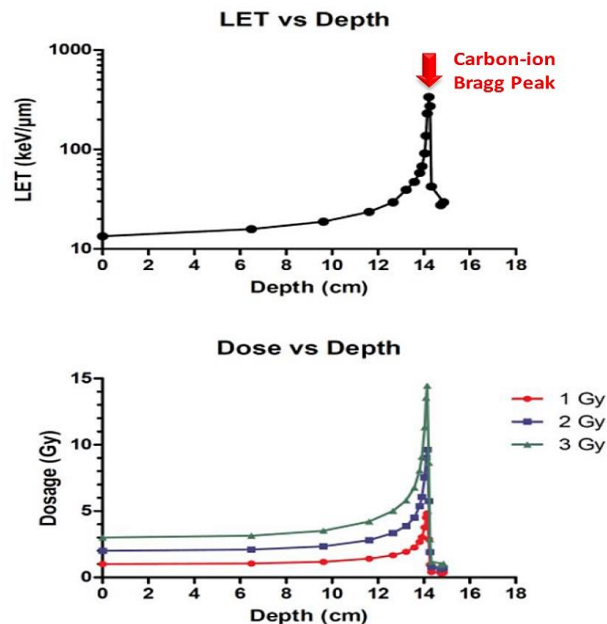 LET vs Depth
Carbon-ion
Bragg Peak
LET (keV/µm)
1000
100
10
0 2 4 6 8 10 12 14 16 18
Depth (cm)
Dose vs Depth
Dosage (Gy)
15
10
5
0
1 Gy
2 Gy
3 Gy
0 2 4 6 8 10 12 14 16 18
Depth (cm)